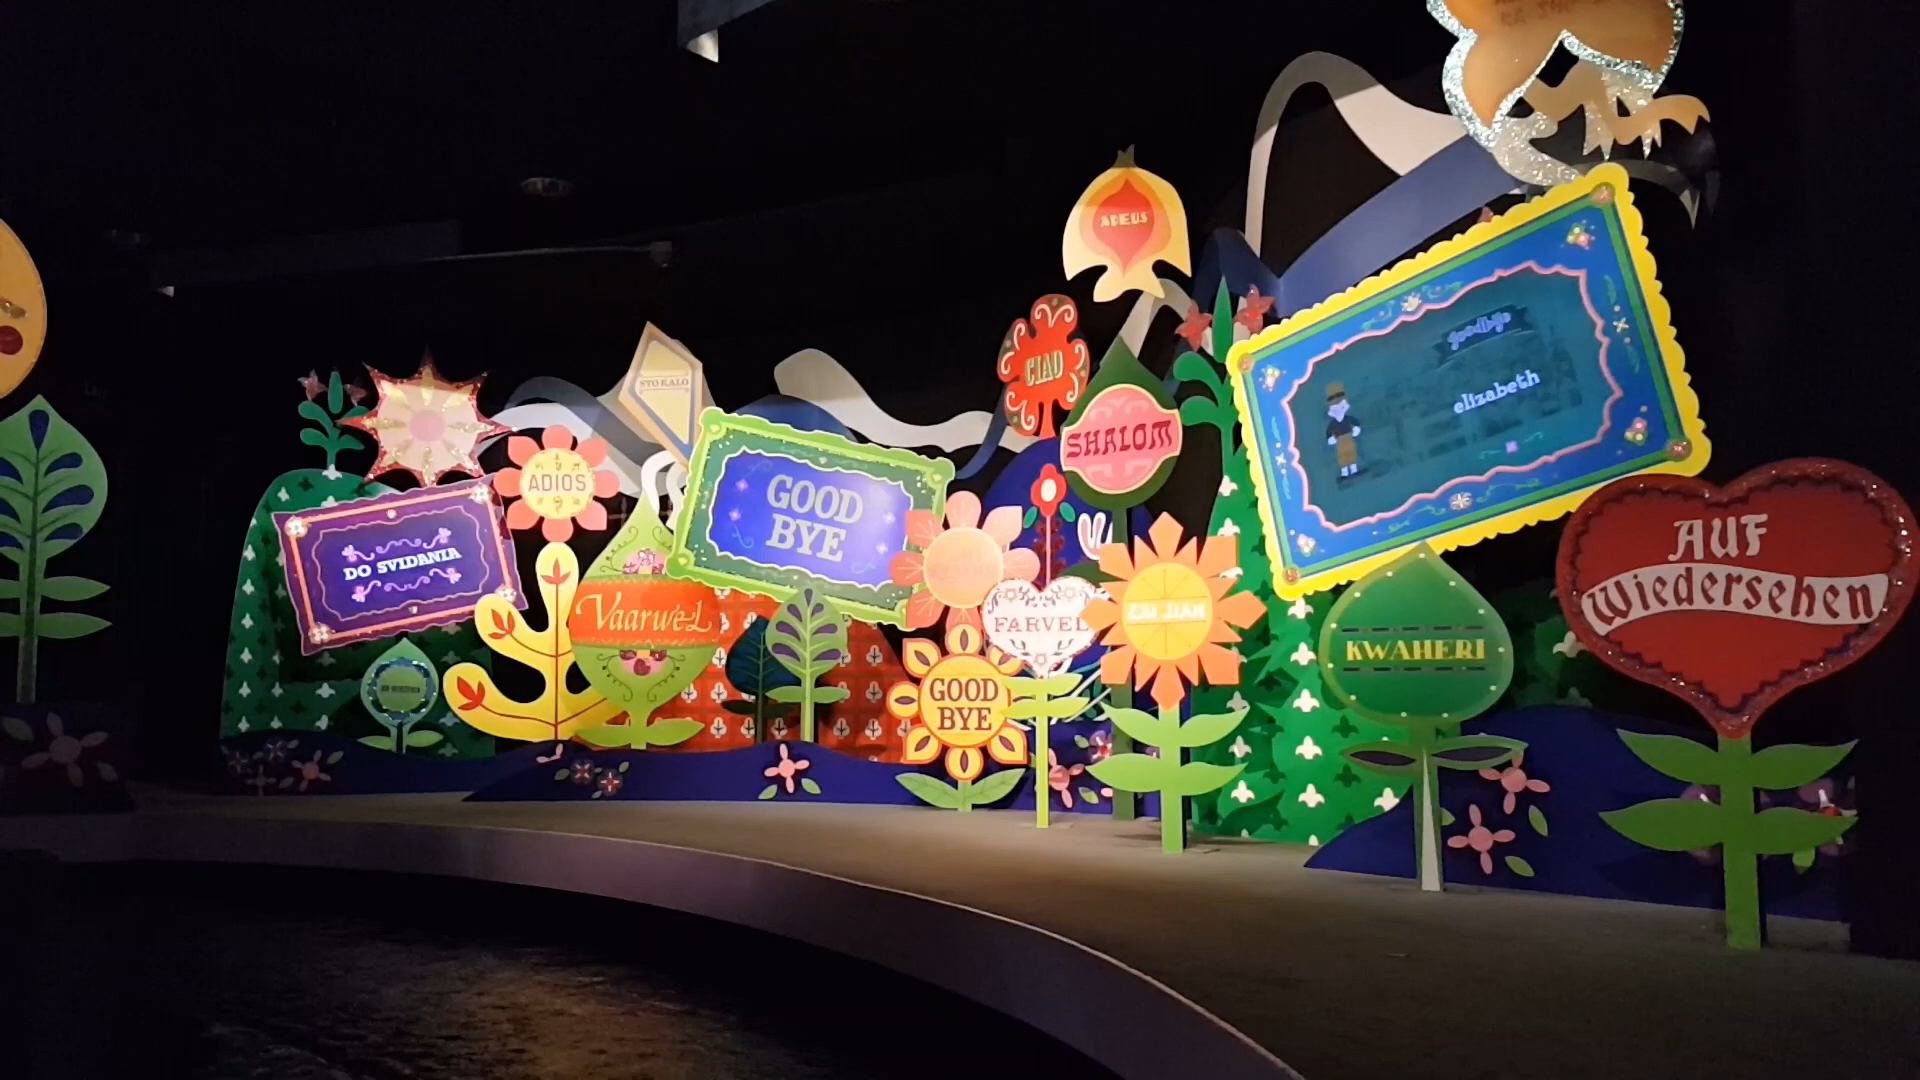 ADEUS
CIAO
STO KALO
SHALOM
goodbye
elizabeth
ADIOS
GOOD
BYE
DO SVIDANIA
AUF
Wiedersehen
Vaarwel
FARVEL
ZAI JIAN
KWAHERI
GOOD
BYE